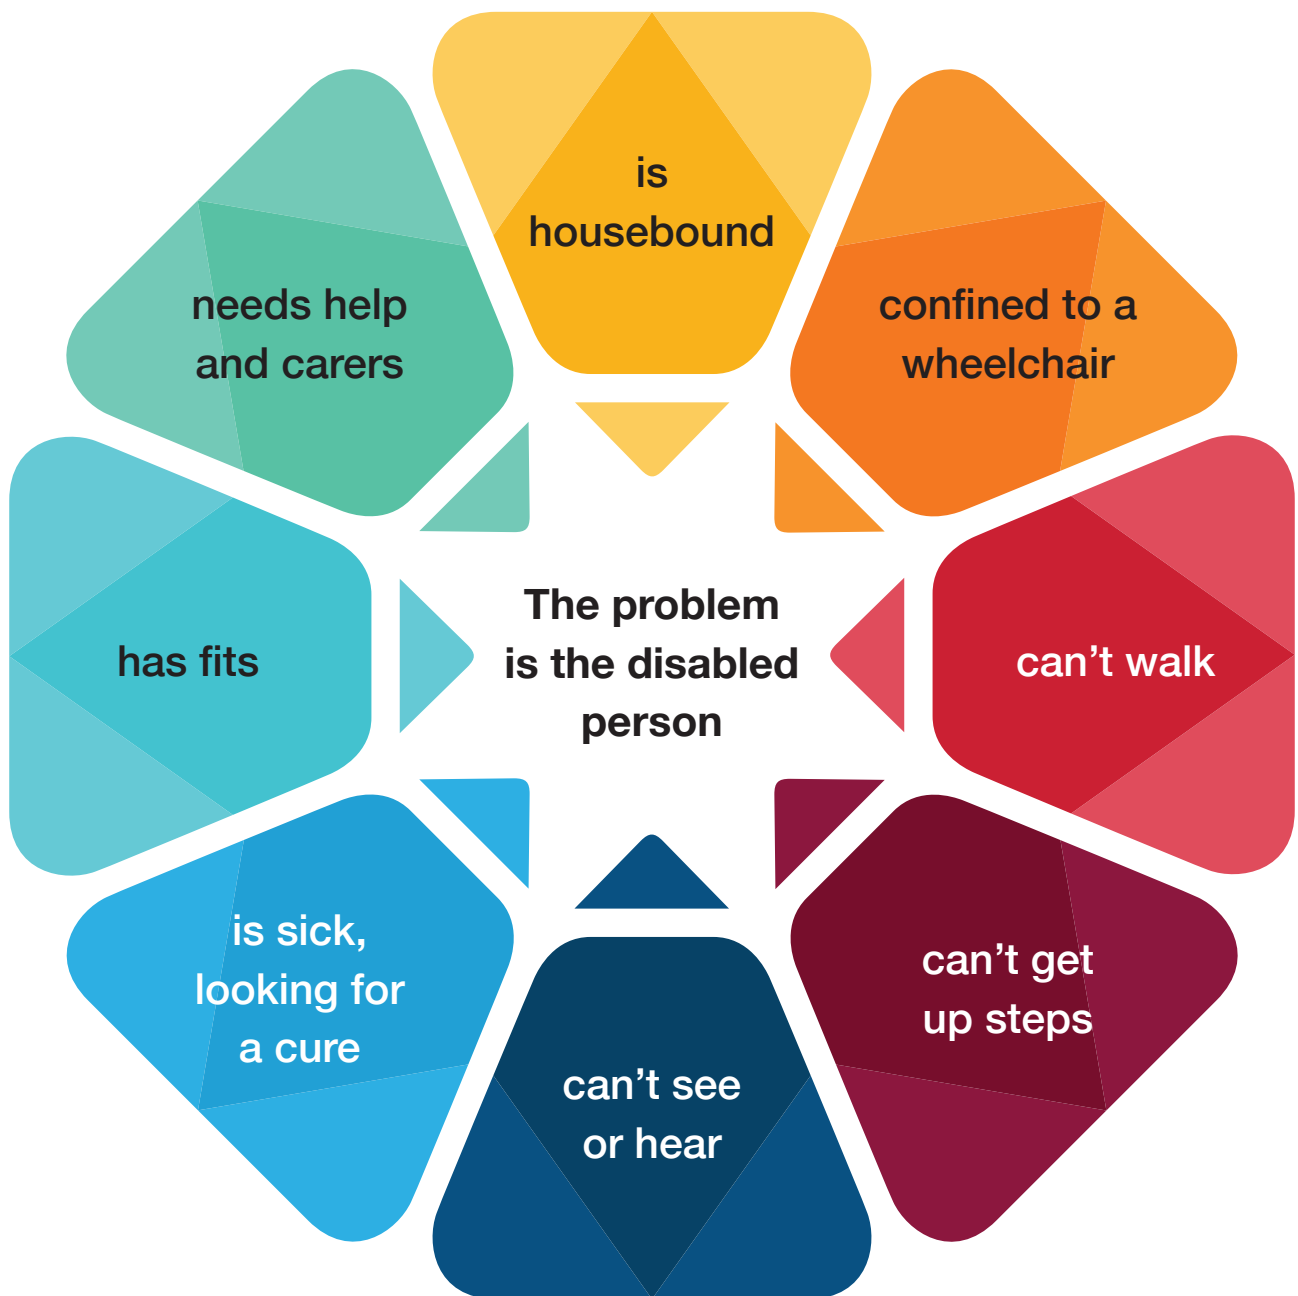 is
housebound
confined to a
wheelchair
can’t walk
can’t get
up steps
can’t see
or hear
is sick,
looking for
a cure
has fits
needs help
and carers
The problem
is the disabled
person